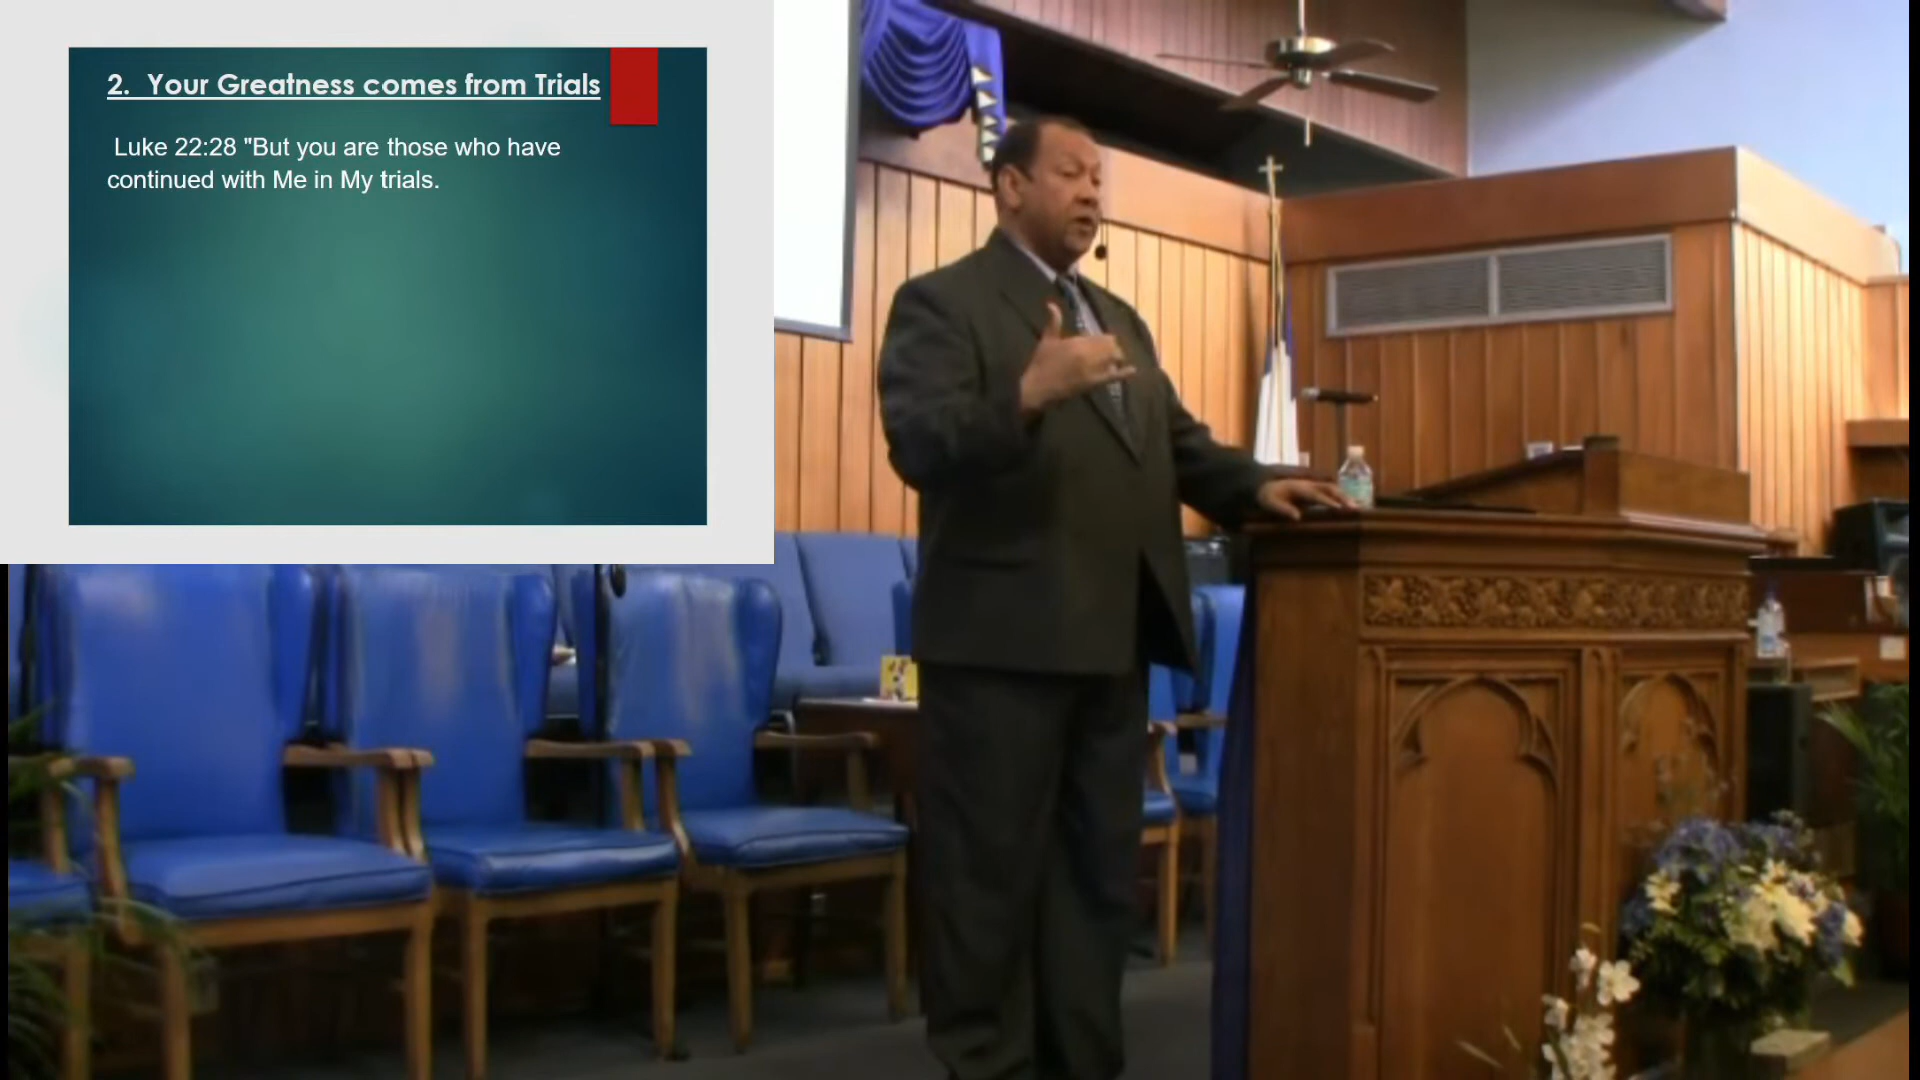 2. Your Greatness comes from Trials
Luke 22:28 "But you are those who have
continued with Me in My trials.